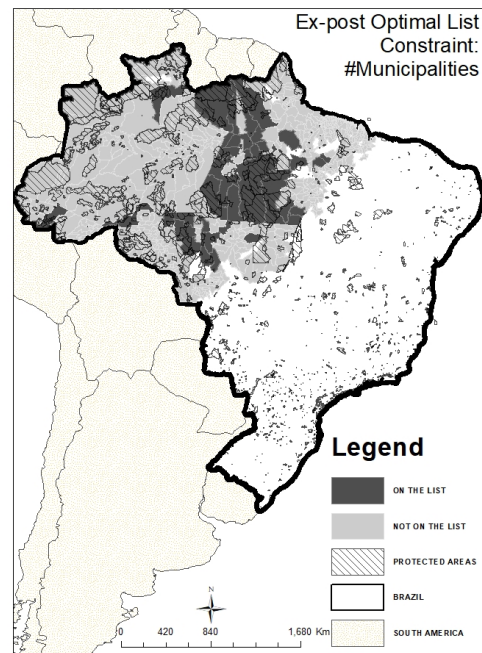 Ex-post Optimal List
Constraint:
#Municipalities
Legend
ON THE LIST
NOT ON THE LIST
PROTECTED AREAS
BRAZIL
SOUTH AMERICA
N
0 420 840 1,680 Km